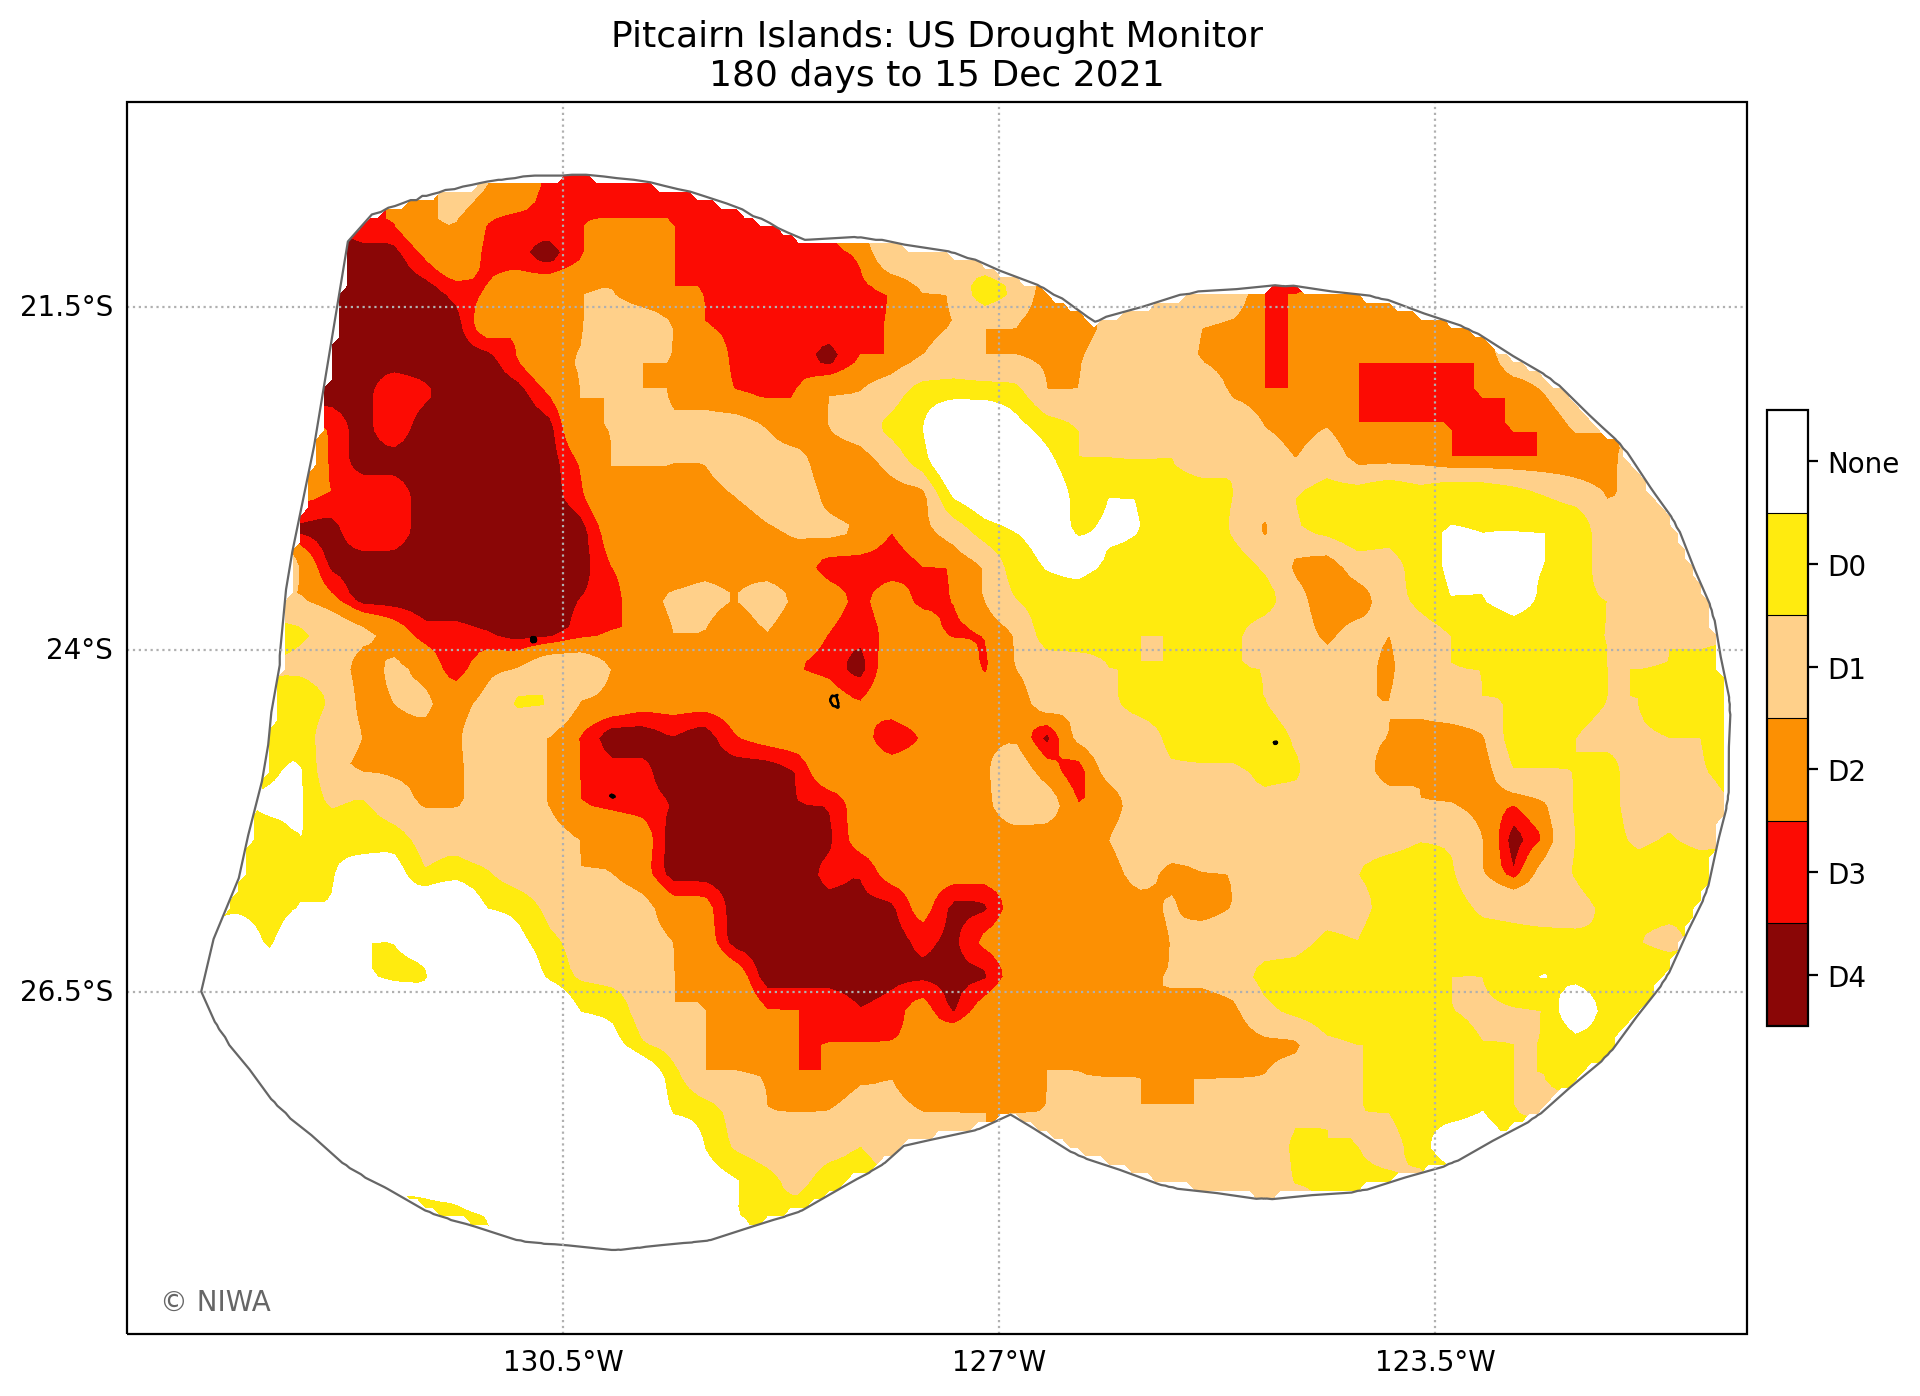 Pitcairn Islands: US Drought Monitor
180 days to 15 Dec 2021
21.5°S
24°S
26.5°S
130.5°W
127°W
123.5°W
None
D0
D1
D2
D3
D4
© NIWA